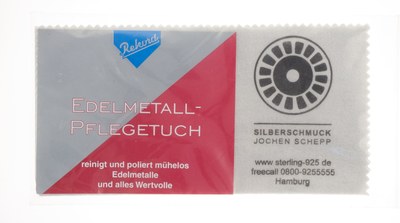 Rekord
EDELMETALL-
PFLEGETUCH
reinigt und poliert mühelos
Edelmetalle
und alles Wertvolle
SILBERSCHMUCK
JOCHEN SCHEPP
www.sterling-925.de
freecall 0800-9255555
Hamburg